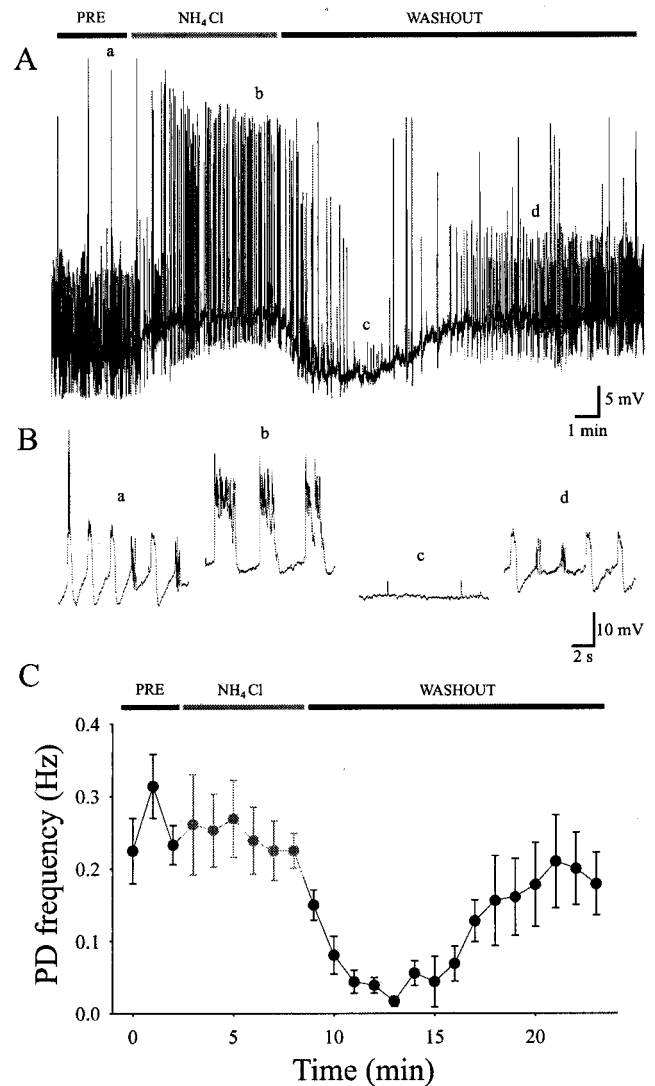 PRE NH4Cl WASHOUT
A
a
b
c
d
5 mV
1 min
B
a
b
c
d
10 mV
2 s
C
PRE NH4Cl WASHOUT
PD frequency (Hz)
0.4
0.3
0.2
0.1
0.0
0 5 10 15 20
Time (min)